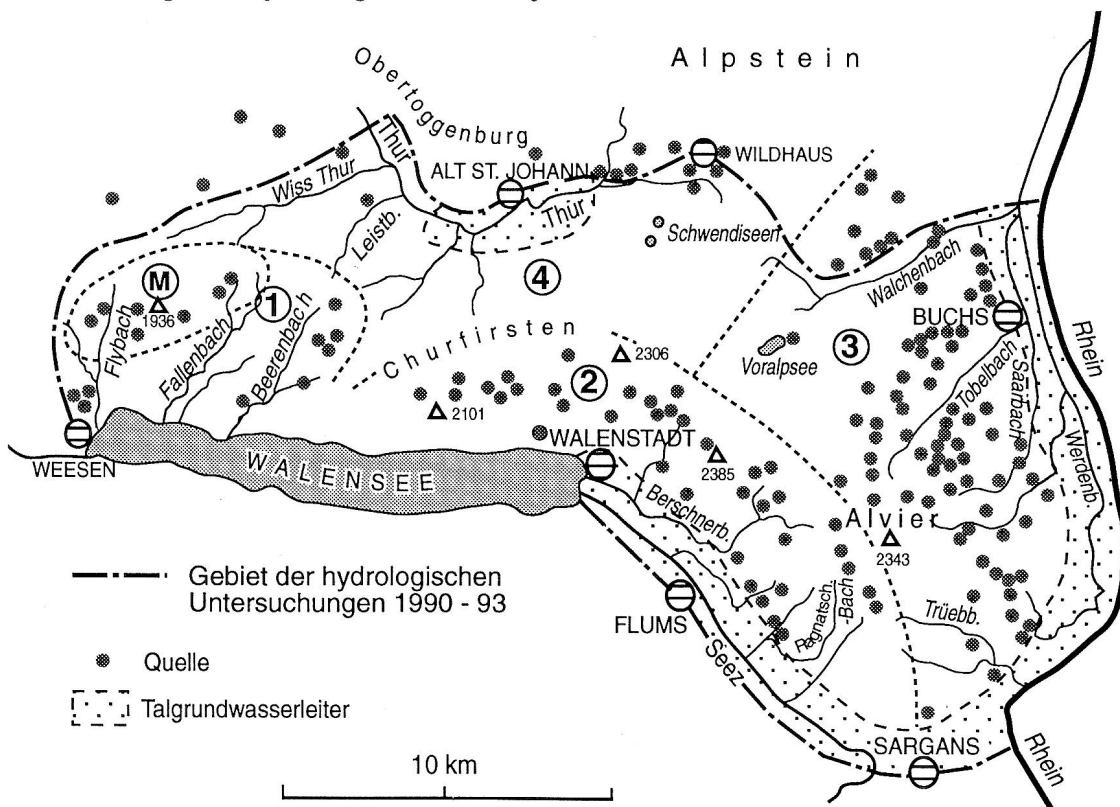 Alpstein
Obertoggenburg
Thur
WILDHAUS
ALT ST. JOHANN
Wiss Thur
Thur
Leistb.
Schwendiseen
M
4
Walchenbach
1936
1
BUCHS
Flybach
Fallenbach
Beerenbach
Churfirsten
2306
Voralpsee
3
Rhein
2
Tobelbach
Saarbach
2101
WALENSTADT
WEESEN
WALENSEE
2385
Werdenb.
Berschnerb.
Alvier
2343
Gebiet der hydrologischen
Untersuchungen 1990 - 93
FLUMS
Ragnatsch.
-Bach
Trüebb.
Quelle
Seez
Talgrundwasserleiter
SARGANS
10 km
Rhein